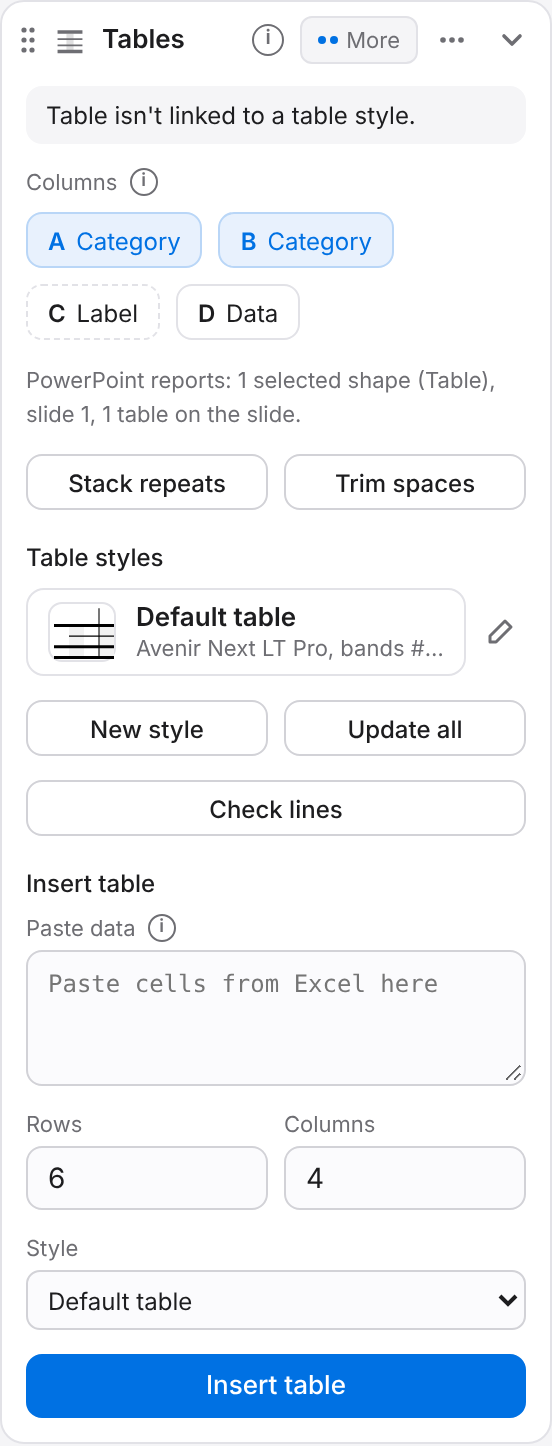 Tables
More
Table isn't linked to a table style.
Columns
A Category
B Category
C Label
D Data
PowerPoint reports: 1 selected shape (Table),
slide 1, 1 table on the slide.
Stack repeats
Trim spaces
Table styles
Default table
Avenir Next LT Pro, bands #...
New style
Update all
Check lines
Insert table
Paste data
Paste cells from Excel here
Rows
Columns
6
4
Style
Default table
Insert table